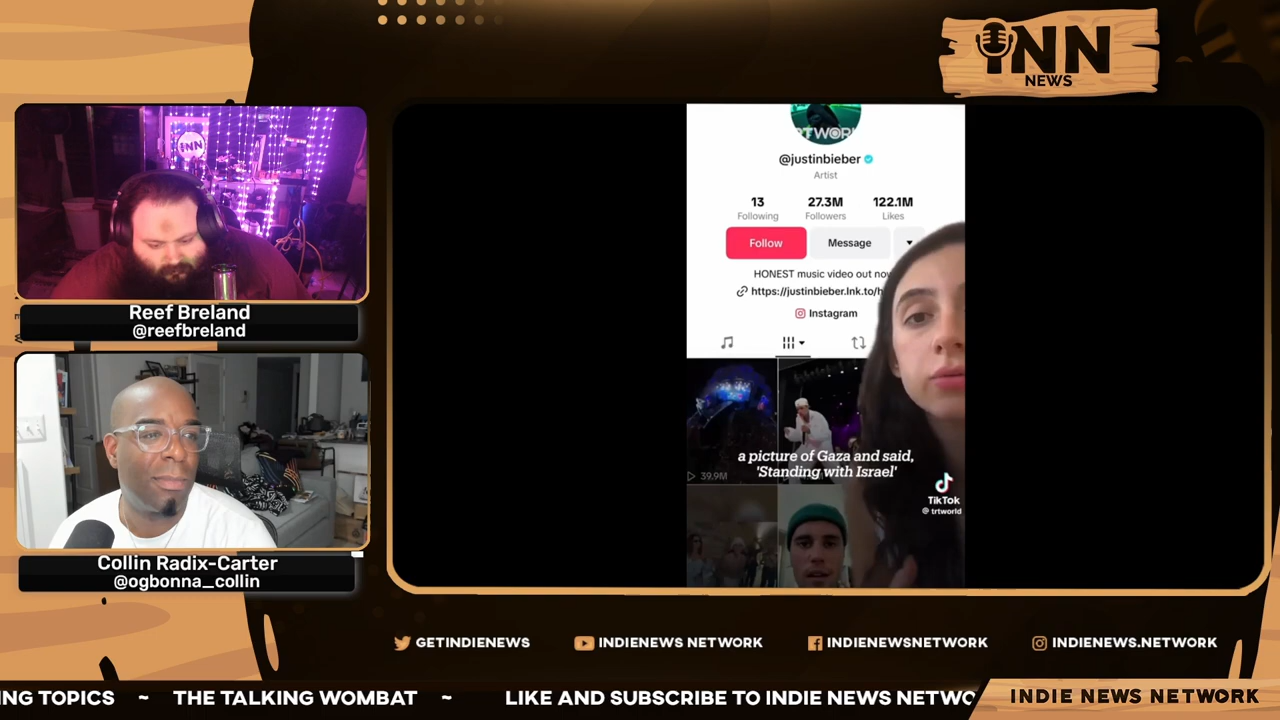 INN
NEWS
INN
Reef Breland
@reefbreland
Collin Radix-Carter
@ogbonna_collin
@justinbieber
Artist
13
Following
27.3M
Followers
122.1M
Likes
Follow
Message
HONEST music video out now
https://justinbieber.lnk.to/h
Instagram
a picture of Gaza and said,
'Standing with Israel'
39.9M
TikTok
@trtworld
GETINDIENEWS
INDIENEWS NETWORK
INDIENEWSNETWORK
INDIENEWS.NETWORK
NG TOPICS ~ THE TALKING WOMBAT ~ LIKE AND SUBSCRIBE TO INDIE NEWS NETWO
INDIE NEWS NETWORK